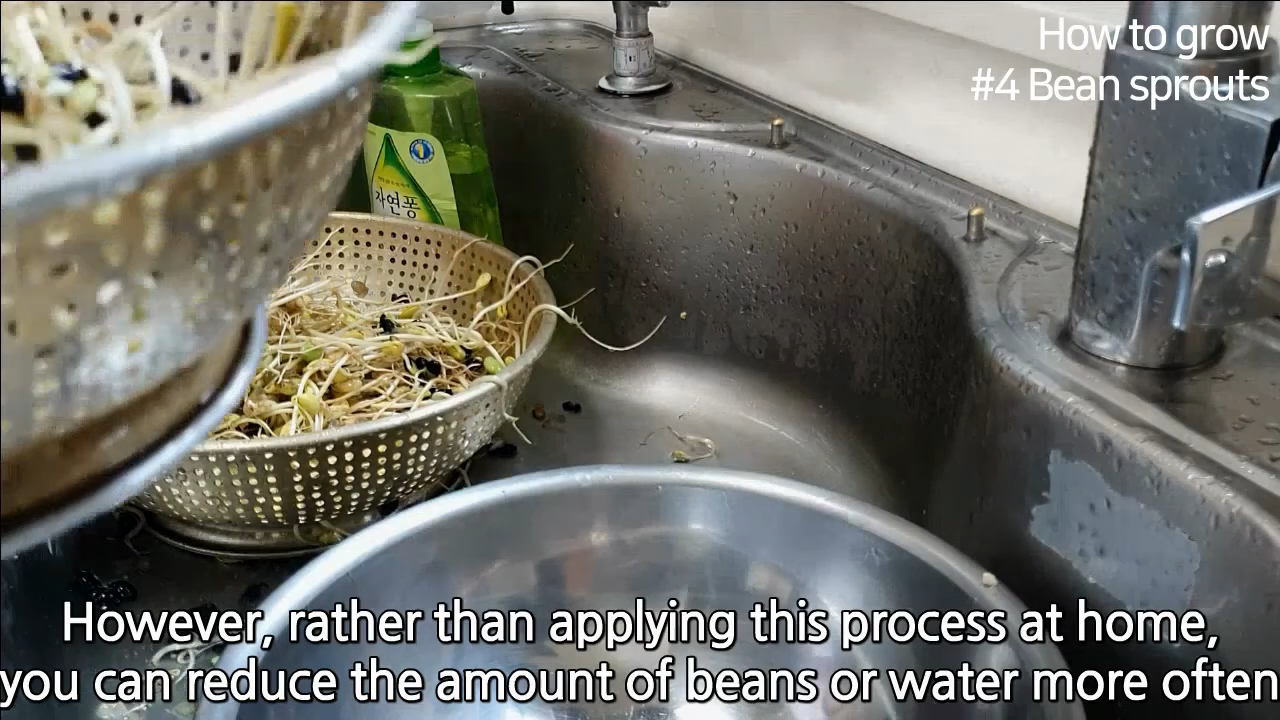 How to grow
#4 Bean sprouts
자연퐁
However, rather than applying this process at home,
you can reduce the amount of beans or water more often